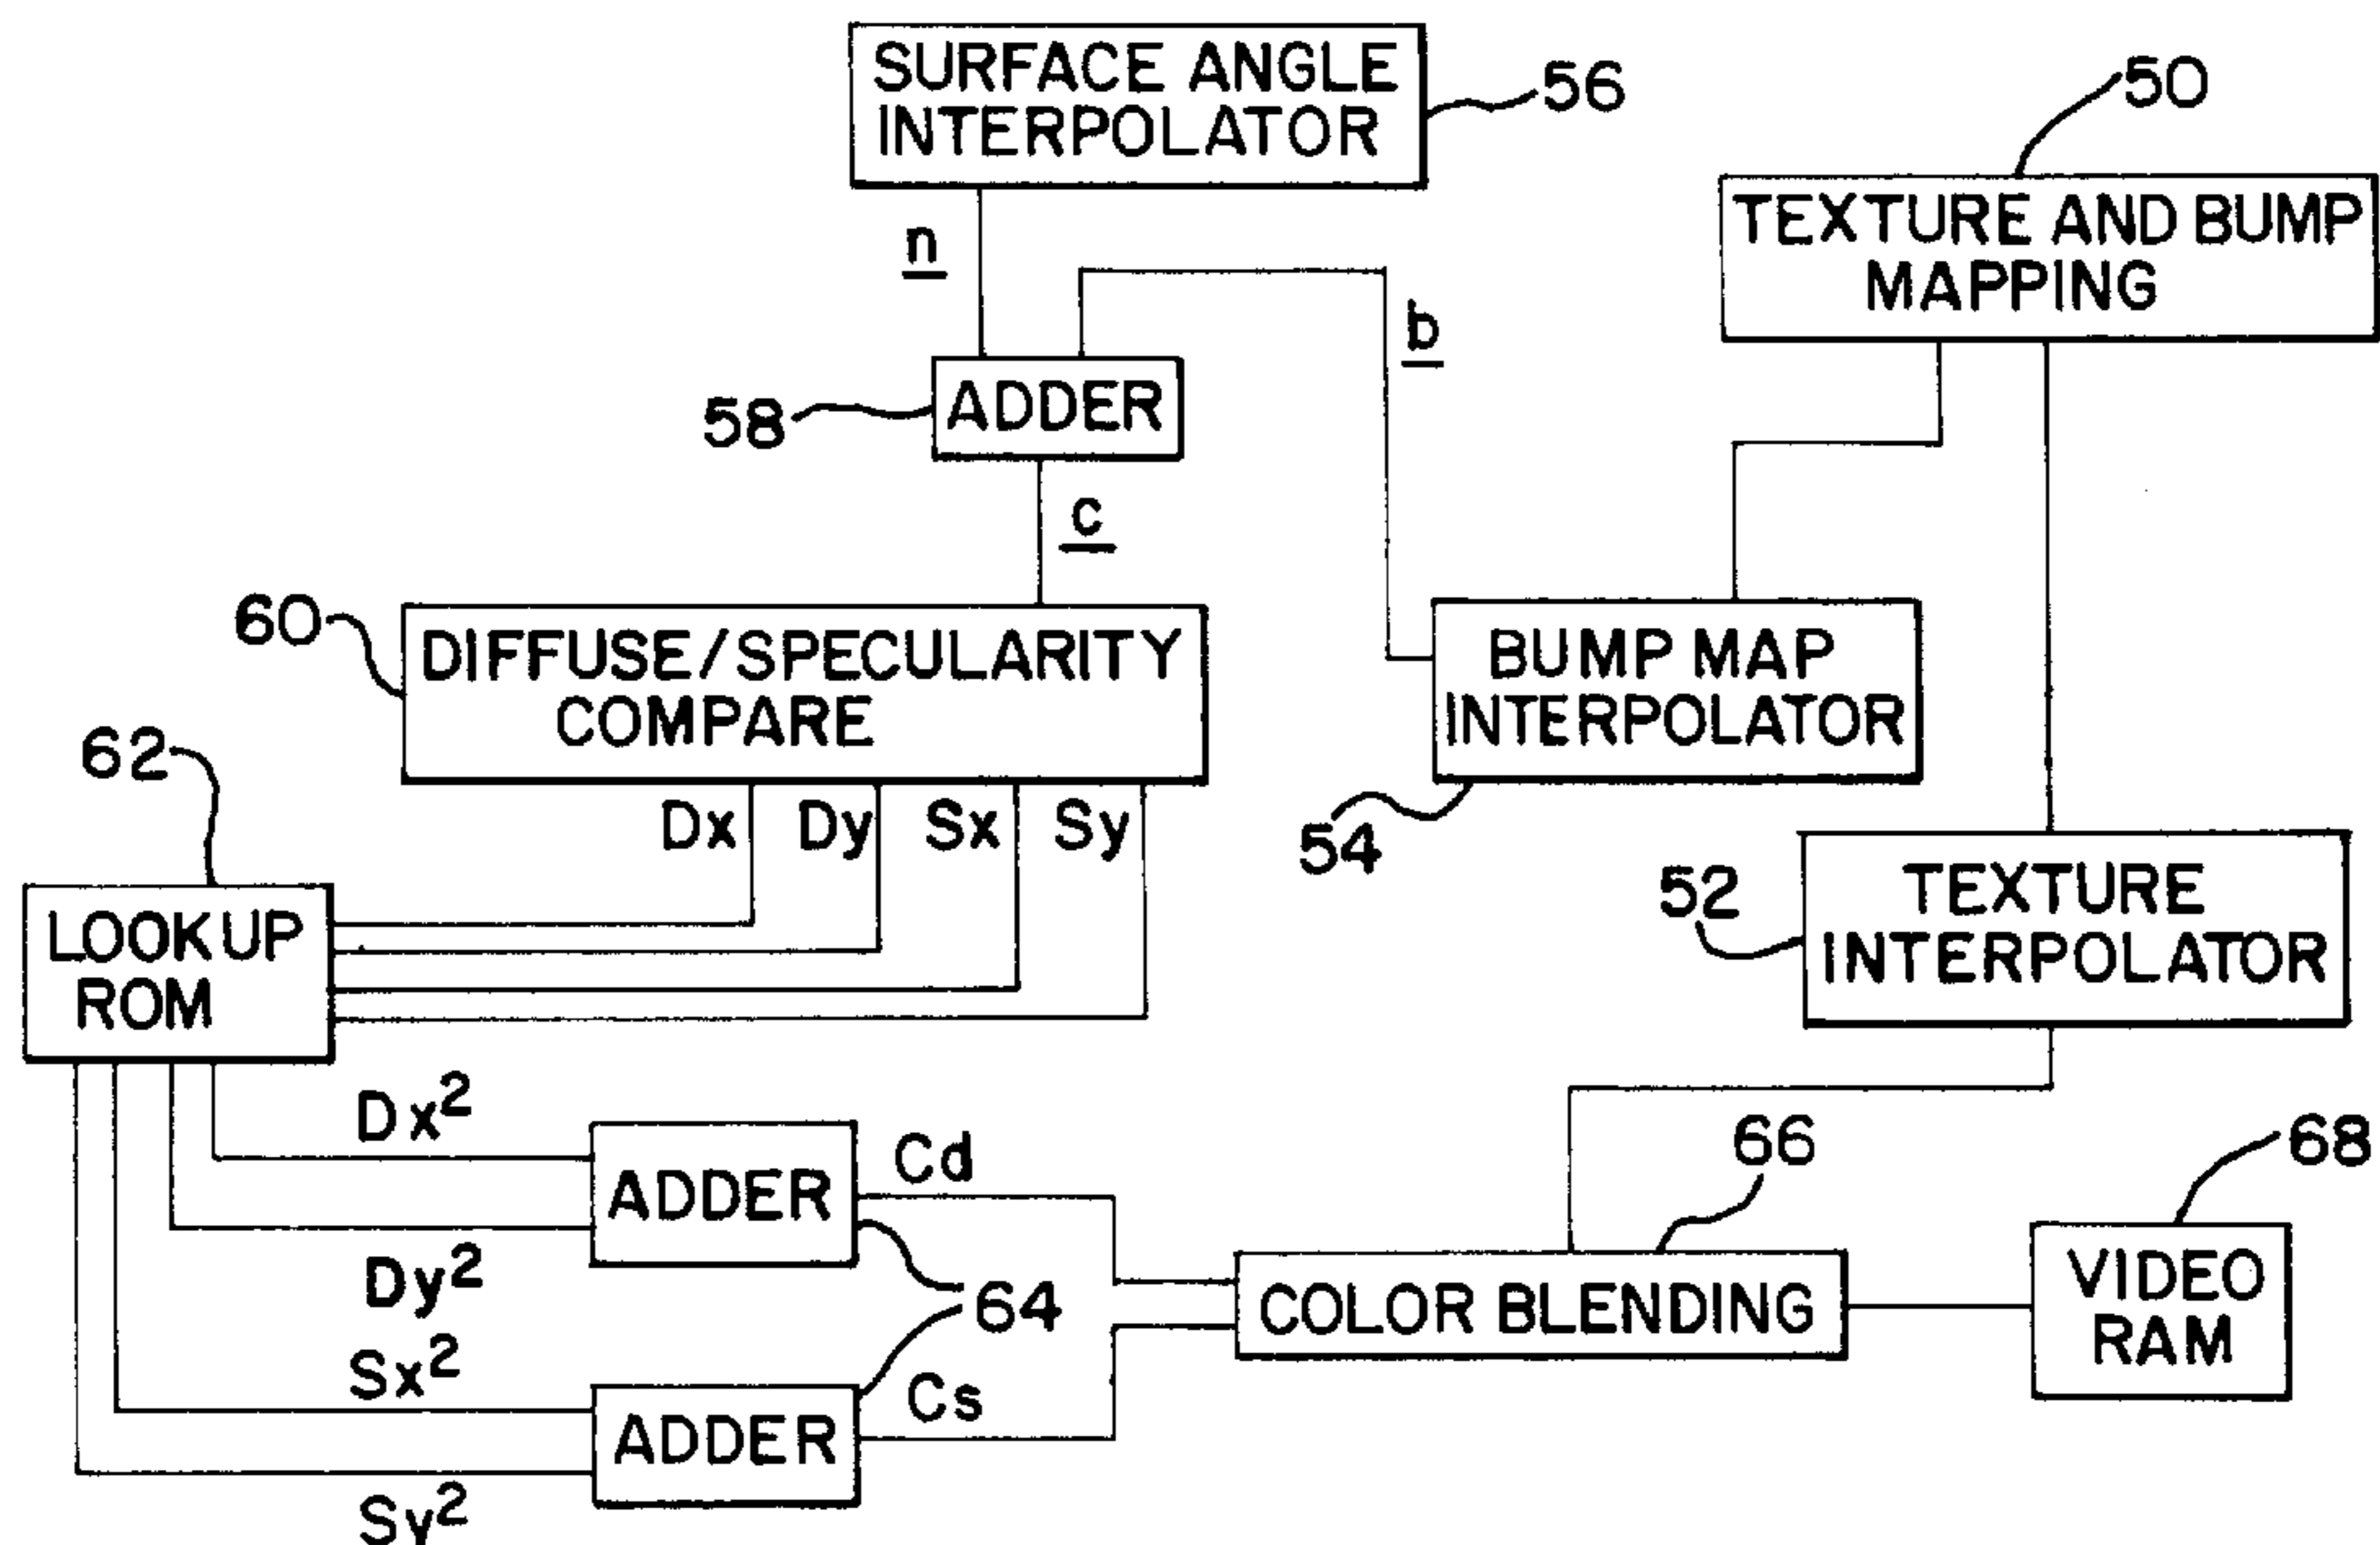 SURFACE ANGLE
INTERPOLATOR
56
50
TEXTURE AND BUMP
MAPPING
n
b
58
ADDER
c
60
DIFFUSE/SPECULARITY
COMPARE
BUMP MAP
INTERPOLATOR
54
62
Dx Dy Sx Sy
LOOKUP
ROM
52
TEXTURE
INTERPOLATOR
Dx²
ADDER
Cd
Dy²
64
66
68
COLOR BLENDING
VIDEO
RAM
Sx²
ADDER
Cs
Sy²